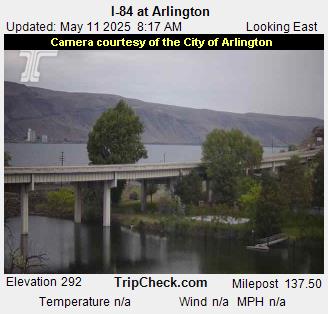 I-84 at Arlington
Updated: May 11 2025 8:17 AM Looking East
Camera courtesy of the City of Arlington
Elevation 292 TripCheck.com Milepost 137.50
Temperature n/a Wind n/a MPH n/a